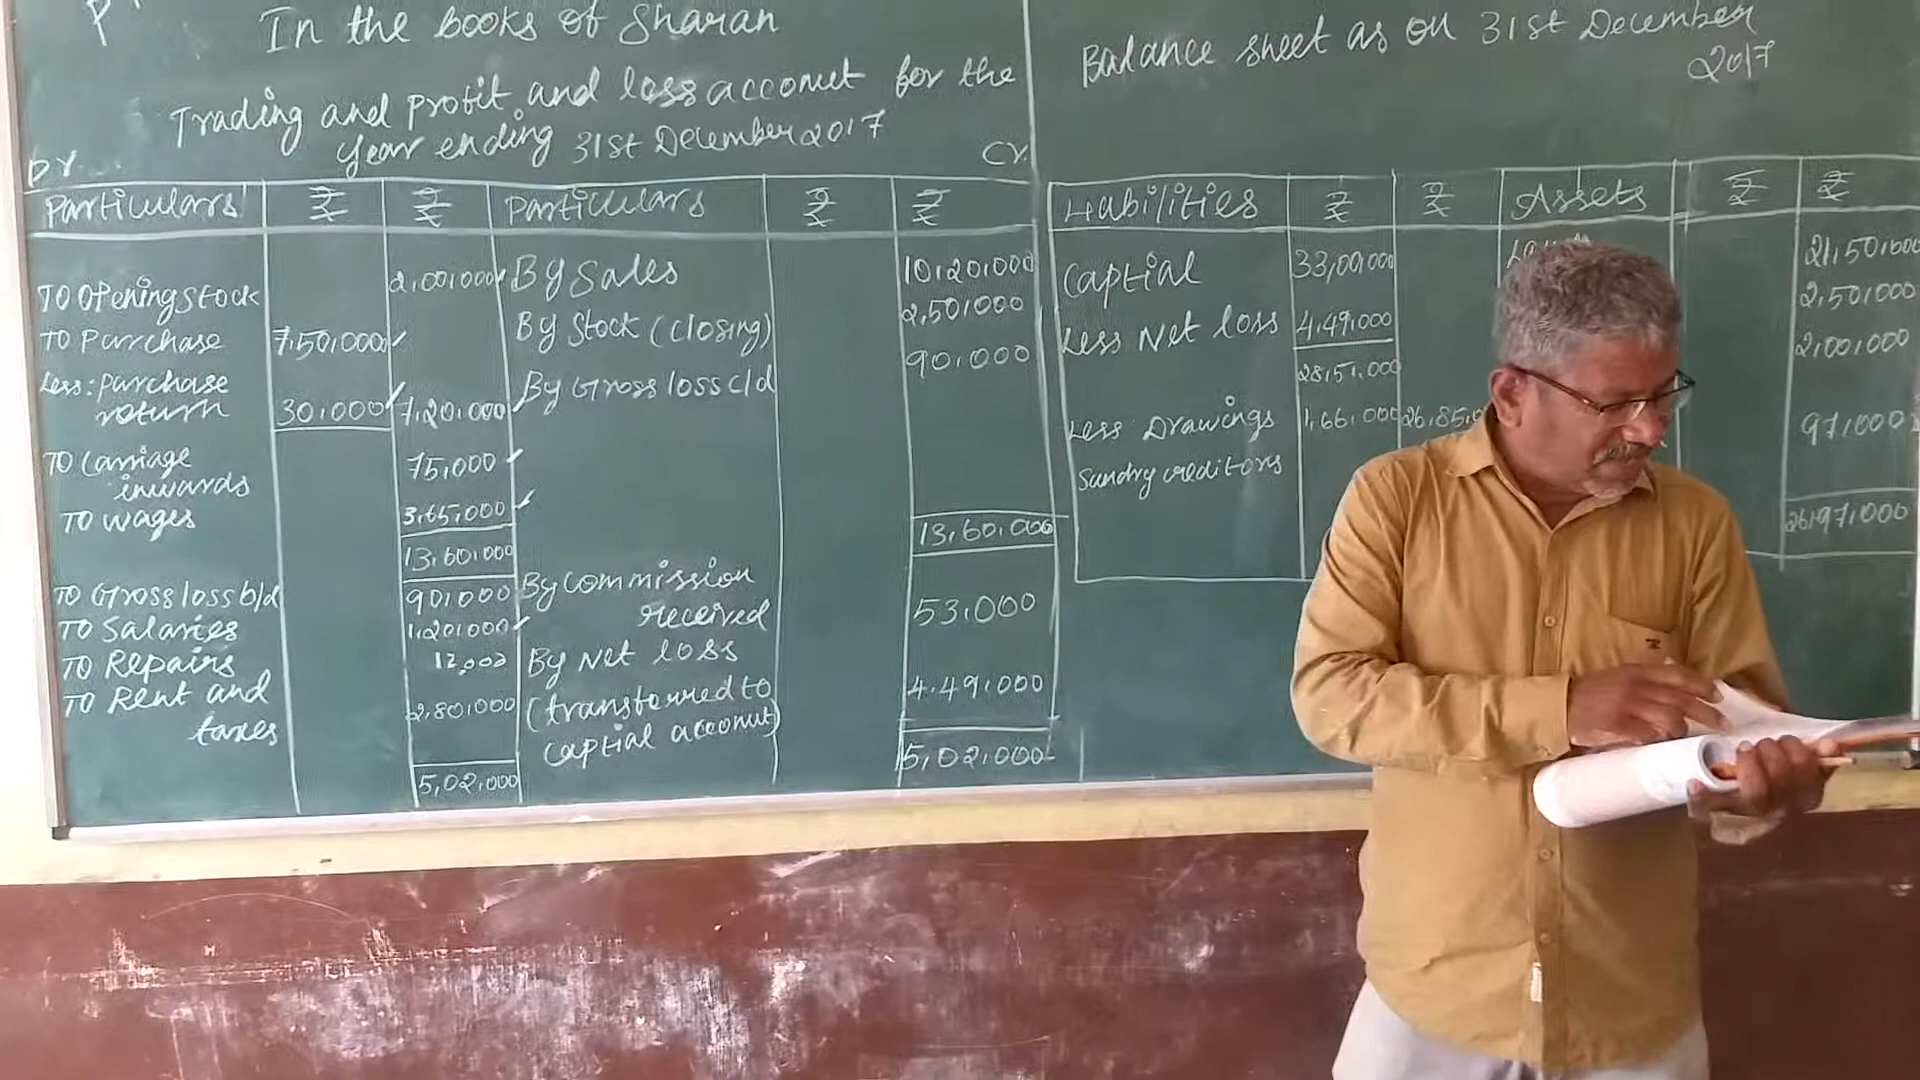 In the books of Sharan
Trading and profit and loss account for the
year ending 31st December 2017
Dr...
Cr.
Particulars ₹ ₹ Particulars ₹ ₹
TO Opening stock 2,00,000 By Sales 10,20,000
TO Purchase 7,50,000 By Stock (closing) 2,50,000
Less: purchase
return 30,000 7,20,000 By Gross loss c/d 90,000
TO Carriage
inwards 75,000
TO wages 3,65,000
13,60,000 13,60,000
TO Gross loss b/d 90,000 By Commission
received 53,000
TO Salaries 1,20,000
TO Repairs 12,000 By Net loss
TO Rent and
taxes 2,80,000 (transferred to
captial account) 4,49,000
5,02,000 5,02,000
Balance sheet as on 31st December
2017
Liabilities ₹ ₹ Assets ₹ ₹
Captial 33,00,000 21,50,000
Less Net loss 4,49,000 2,50,000
28,51,000 2,00,000
Less Drawings 1,66,000 97,000
Sundry creditors
26,97,000